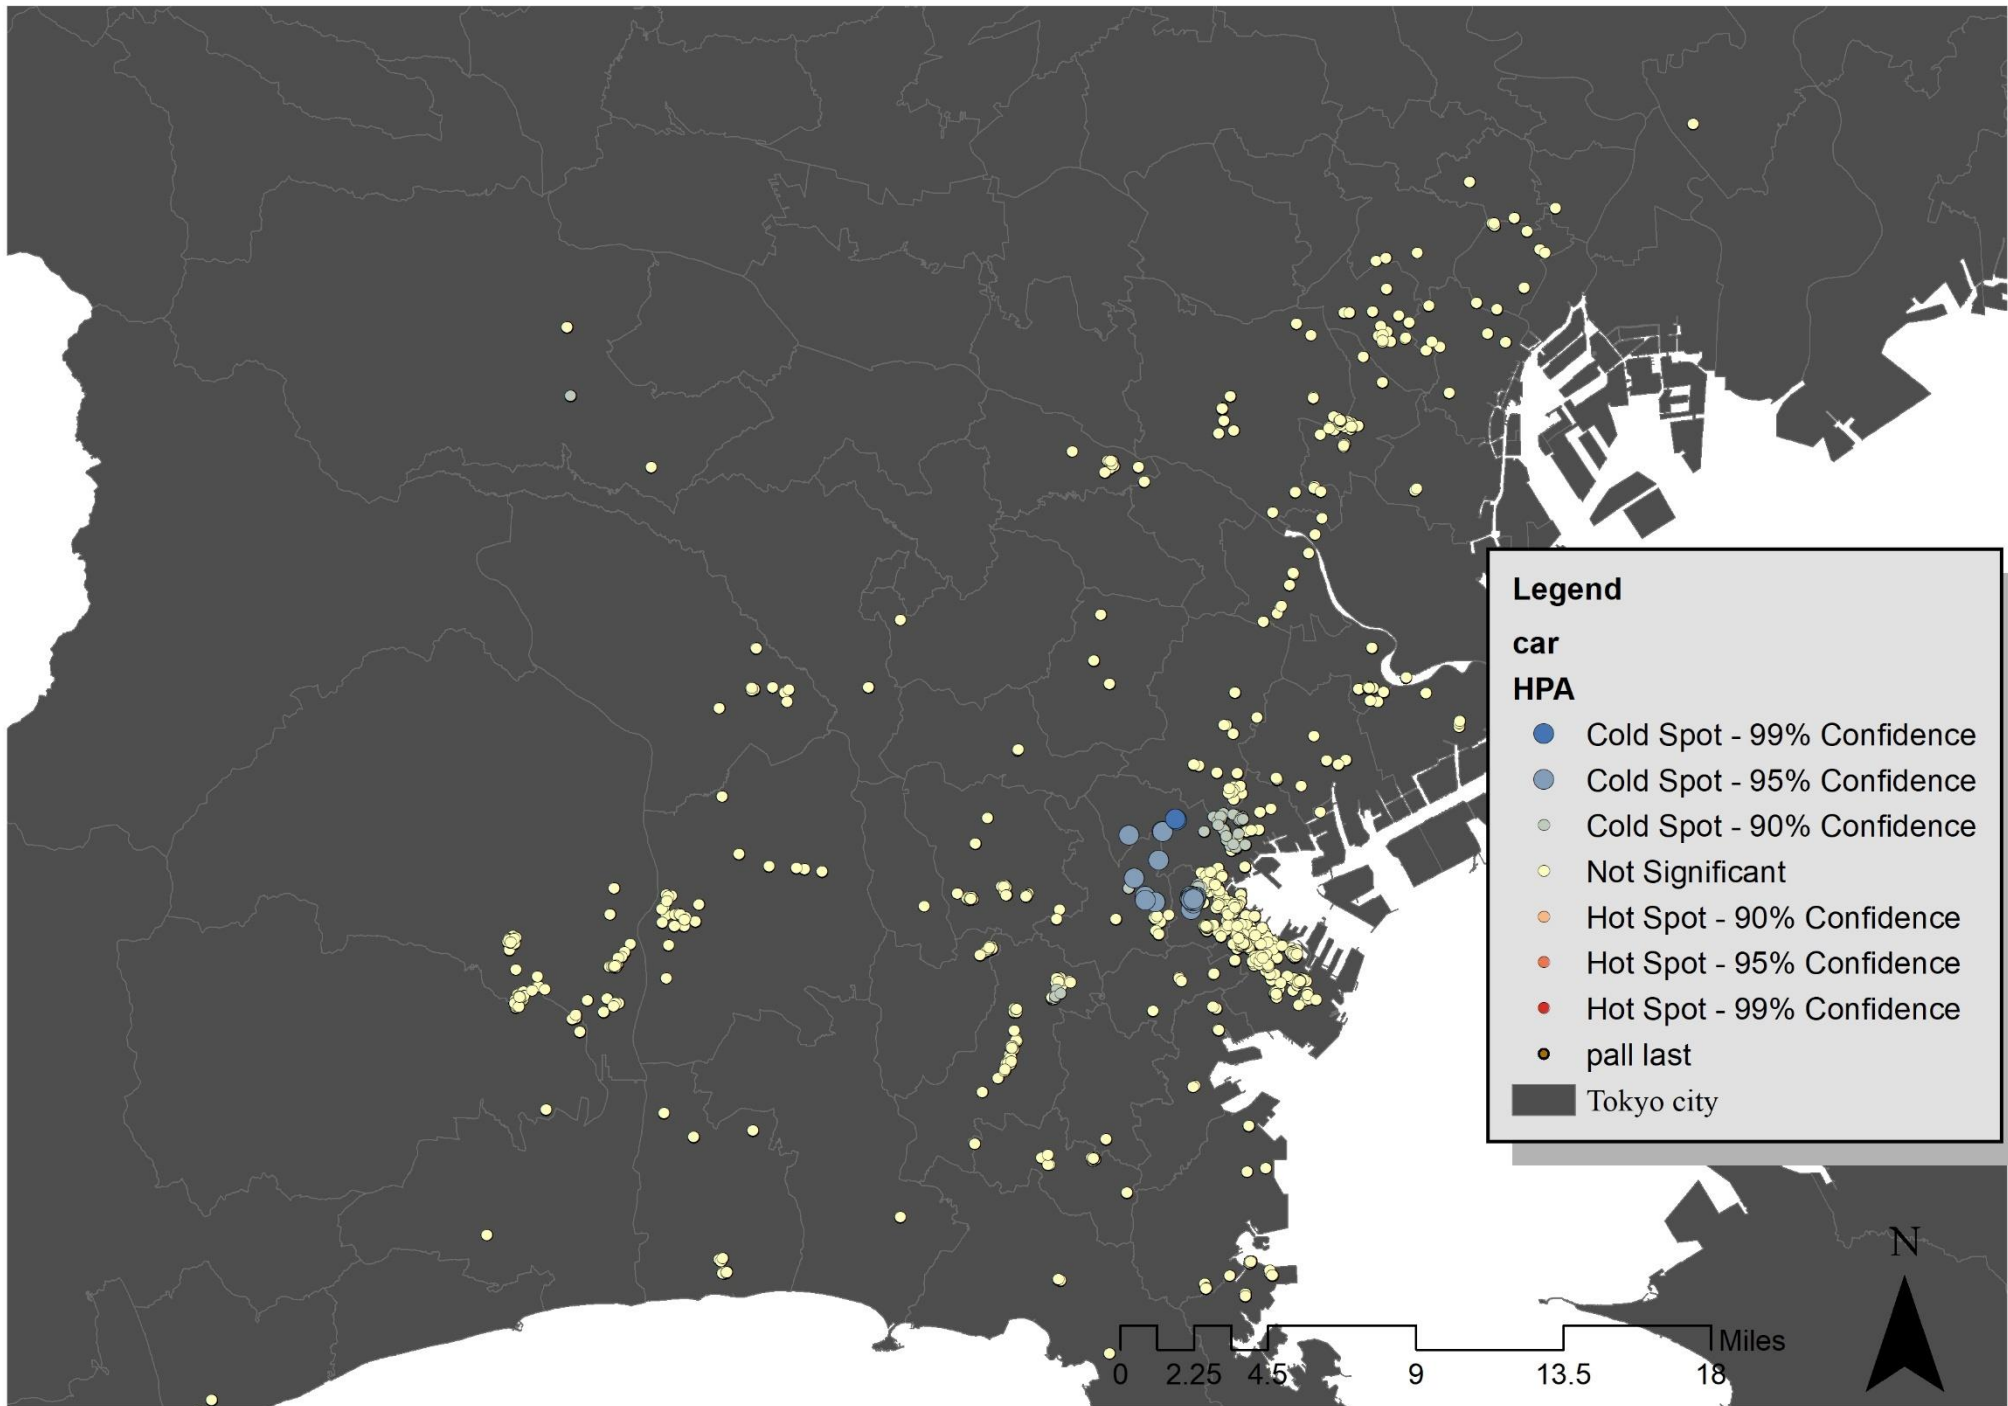 Legend
car
HPA
Cold Spot - 99% Confidence
Cold Spot - 95% Confidence
Cold Spot - 90% Confidence
Not Significant
Hot Spot - 90% Confidence
Hot Spot - 95% Confidence
Hot Spot - 99% Confidence
pall last
Tokyo city
N
Miles
0 2.25 4.5 9 13.5 18